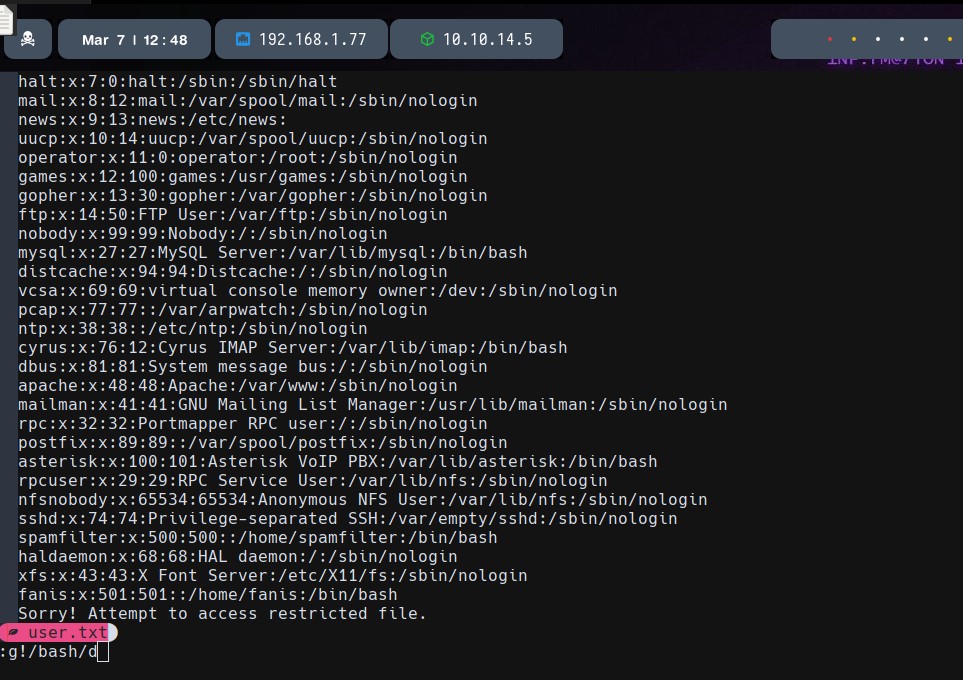 Mar 7 | 12:48 192.168.1.77 10.10.14.5
halt:x:7:0:halt:/sbin:/sbin/halt
mail:x:8:12:mail:/var/spool/mail:/sbin/nologin
news:x:9:13:news:/etc/news:
uucp:x:10:14:uucp:/var/spool/uucp:/sbin/nologin
operator:x:11:0:operator:/root:/sbin/nologin
games:x:12:100:games:/usr/games:/sbin/nologin
gopher:x:13:30:gopher:/var/gopher:/sbin/nologin
ftp:x:14:50:FTP User:/var/ftp:/sbin/nologin
nobody:x:99:99:Nobody:/:/sbin/nologin
mysql:x:27:27:MySQL Server:/var/lib/mysql:/bin/bash
distcache:x:94:94:Distcache:/:/sbin/nologin
vcsa:x:69:69:virtual console memory owner:/dev:/sbin/nologin
pcap:x:77:77::/var/arpwatch:/sbin/nologin
ntp:x:38:38::/etc/ntp:/sbin/nologin
cyrus:x:76:12:Cyrus IMAP Server:/var/lib/imap:/bin/bash
dbus:x:81:81:System message bus:/:/sbin/nologin
apache:x:48:48:Apache:/var/www:/sbin/nologin
mailman:x:41:41:GNU Mailing List Manager:/usr/lib/mailman:/sbin/nologin
rpc:x:32:32:Portmapper RPC user:/:/sbin/nologin
postfix:x:89:89::/var/spool/postfix:/sbin/nologin
asterisk:x:100:101:Asterisk VoIP PBX:/var/lib/asterisk:/bin/bash
rpcuser:x:29:29:RPC Service User:/var/lib/nfs:/sbin/nologin
nfsnobody:x:65534:65534:Anonymous NFS User:/var/lib/nfs:/sbin/nologin
sshd:x:74:74:Privilege-separated SSH:/var/empty/sshd:/sbin/nologin
spamfilter:x:500:500::/home/spamfilter:/bin/bash
haldaemon:x:68:68:HAL daemon:/:/sbin/nologin
xfs:x:43:43:X Font Server:/etc/X11/fs:/sbin/nologin
fanis:x:501:501::/home/fanis:/bin/bash
Sorry! Attempt to access restricted file.
user.txt
:g!/bash/d